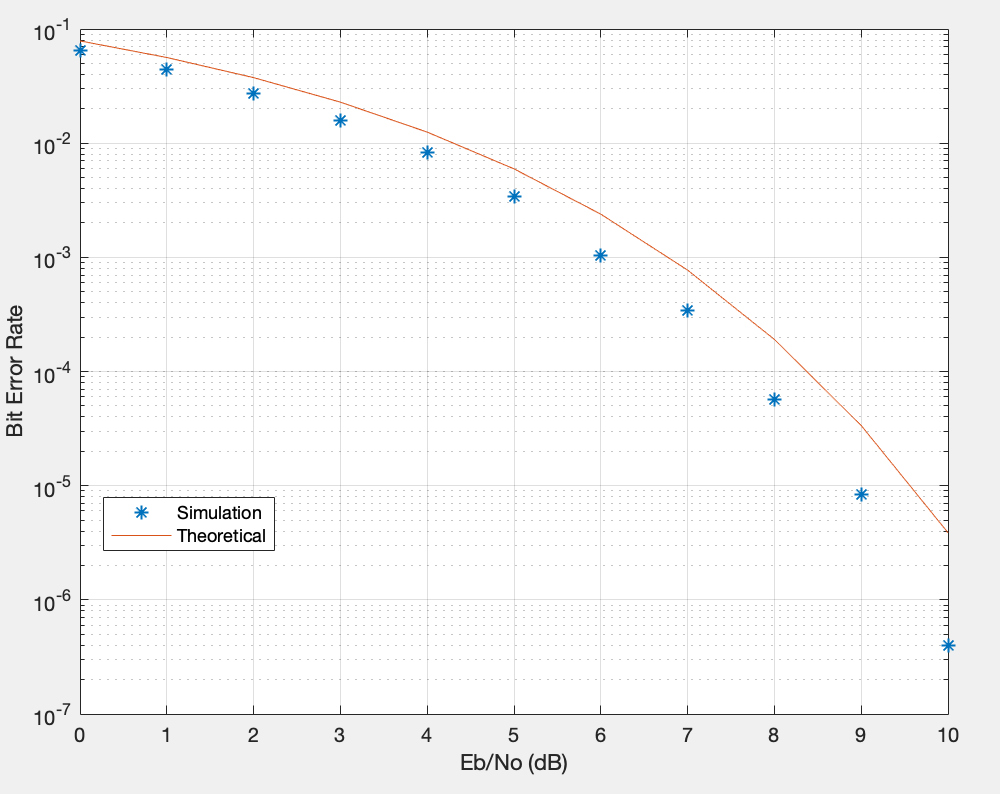 10-1
10-2
10-3
10-4
10-5
10-6
10-7
Bit Error Rate
Simulation
Theoretical
0 1 2 3 4 5 6 7 8 9 10
Eb/No (dB)